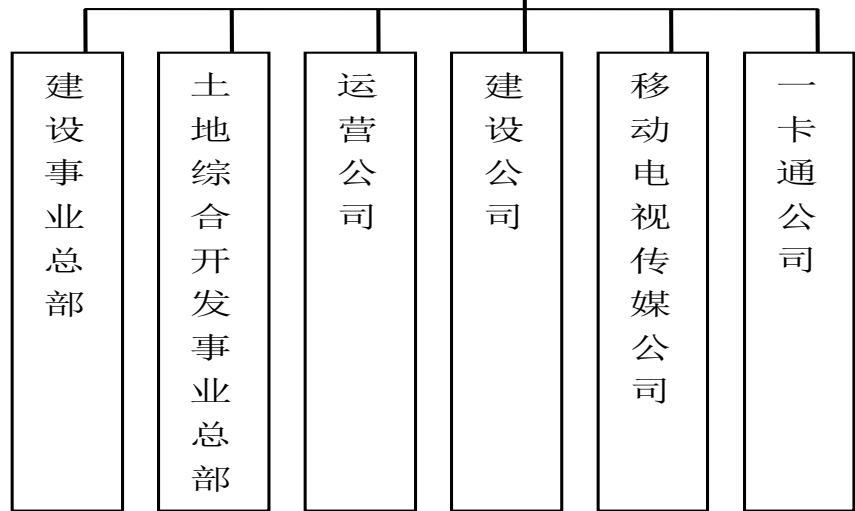 建设事业总部
土地综合开发事业总部
运营公司
建设公司
移动电视传媒公司
一卡通公司